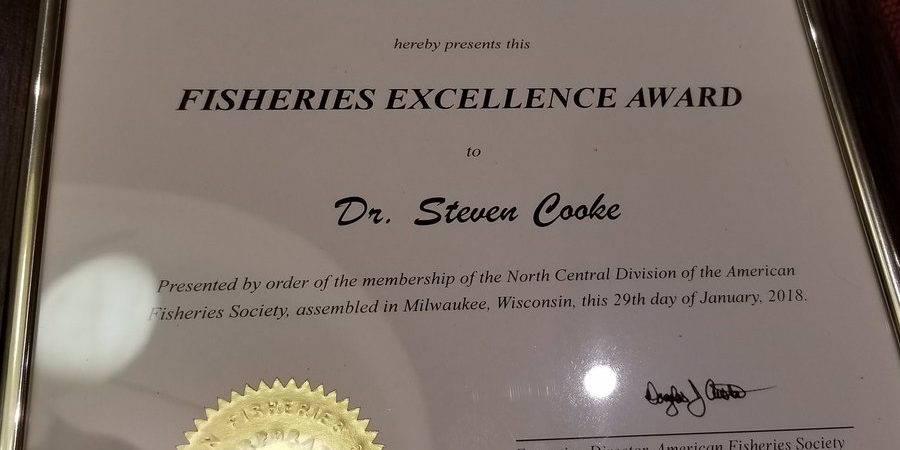 hereby presents this
FISHERIES EXCELLENCE AWARD
to
Dr. Steven Cooke
Presented by order of the membership of the North Central Division of the American
Fisheries Society, assembled in Milwaukee, Wisconsin, this 29th day of January, 2018.
N FISHERIES
Director, American Fisheries Society